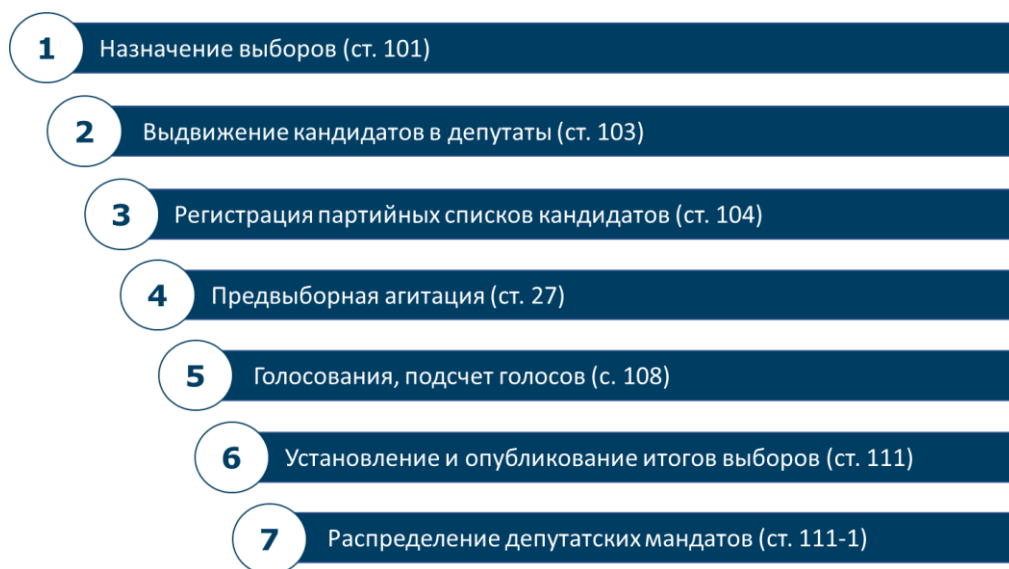 1 Назначение выборов (ст. 101)
2 Выдвижение кандидатов в депутаты (ст. 103)
3 Регистрация партийных списков кандидатов (ст. 104)
4 Предвыборная агитация (ст. 27)
5 Голосования, подсчет голосов (с. 108)
6 Установление и опубликование итогов выборов (ст. 111)
7 Распределение депутатских мандатов (ст. 111-1)